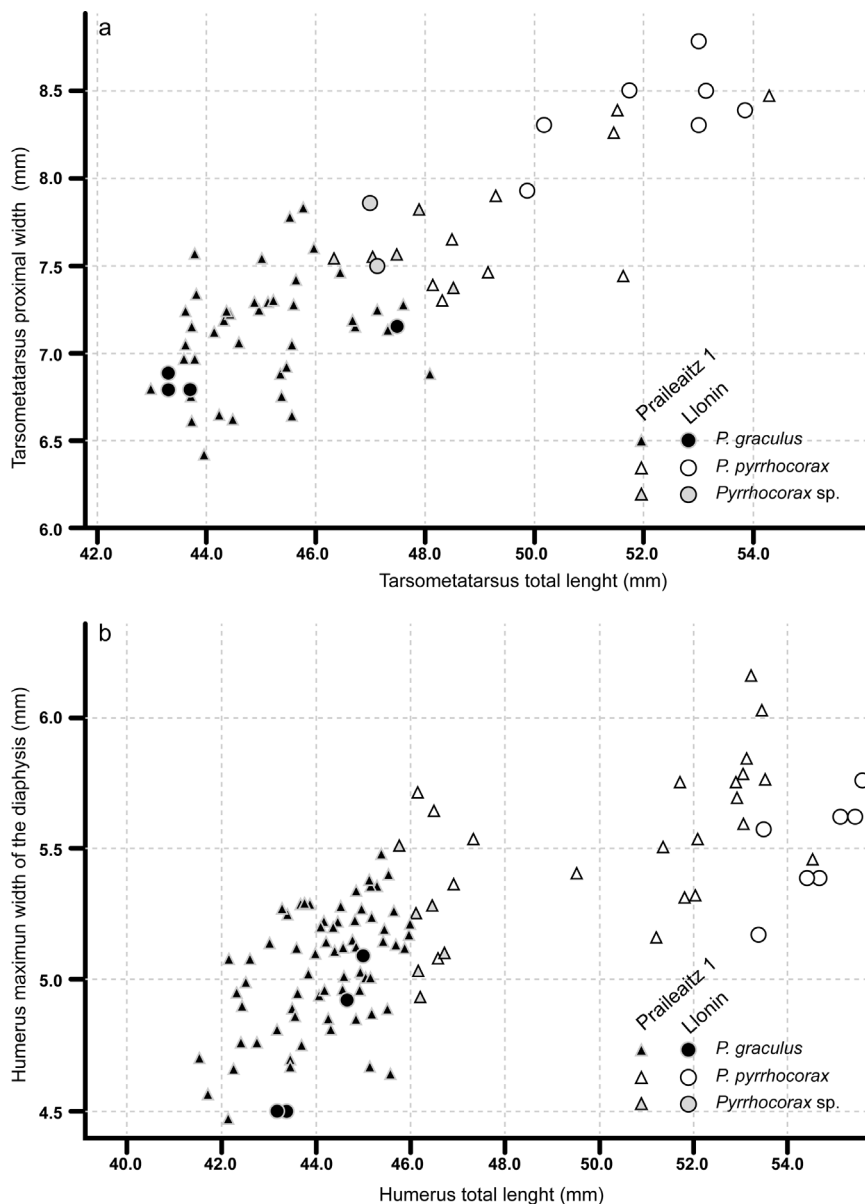 a
8.5
8.0
7.5
7.0
6.5
6.0
Tarsometatarsus proximal width (mm)
Praileaitz 1
Llonin
P. graculus
P. pyrrhocorax
Pyrrhocorax sp.
42.0 44.0 46.0 48.0 50.0 52.0 54.0
Tarsometatarsus total lenght (mm)
b
6.0
5.5
5.0
4.5
Humerus maximun width of the diaphysis (mm)
Praileaitz 1
Llonin
P. graculus
P. pyrrhocorax
Pyrrhocorax sp.
40.0 42.0 44.0 46.0 48.0 50.0 52.0 54.0
Humerus total lenght (mm)